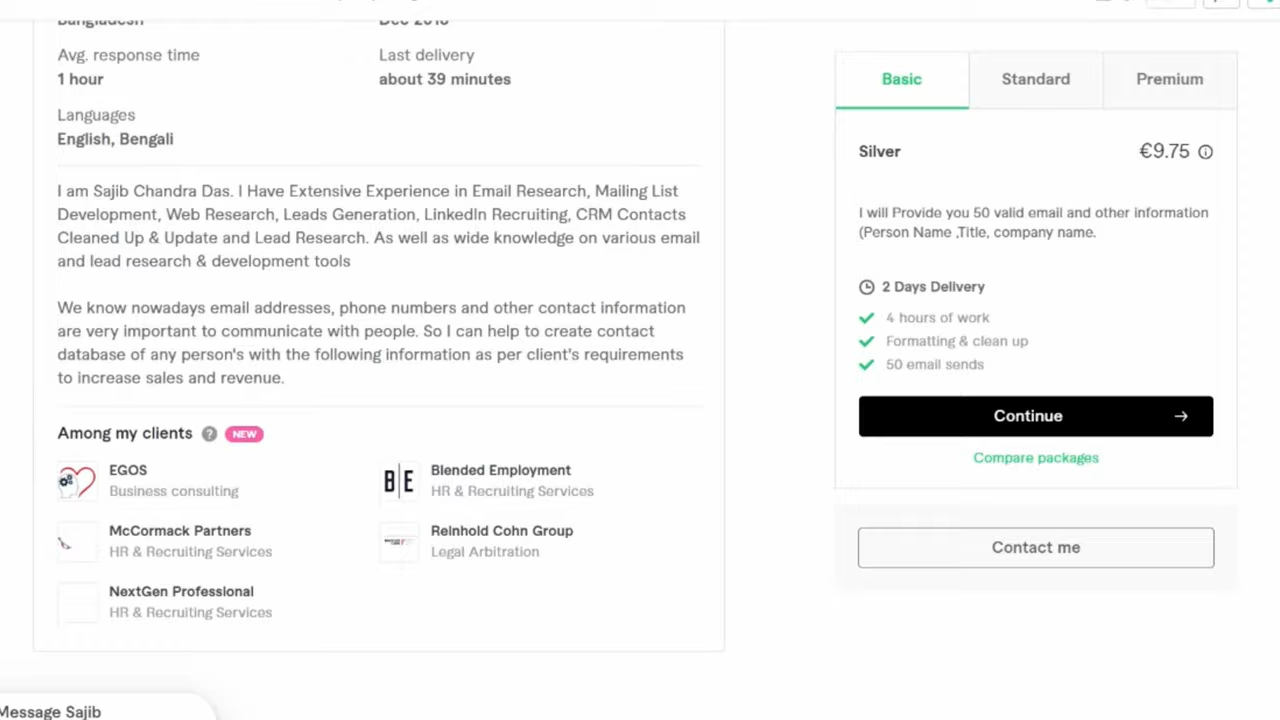 Bangladesh
Dec 2016
Avg. response time
1 hour
Last delivery
about 39 minutes
Languages
English, Bengali
I am Sajib Chandra Das. I Have Extensive Experience in Email Research, Mailing List
Development, Web Research, Leads Generation, LinkedIn Recruiting, CRM Contacts
Cleaned Up & Update and Lead Research. As well as wide knowledge on various email
and lead research & development tools
We know nowadays email addresses, phone numbers and other contact information
are very important to communicate with people. So I can help to create contact
database of any person's with the following information as per client's requirements
to increase sales and revenue.
Among my clients ? NEW
EGOS
Business consulting
B|E
Blended Employment
HR & Recruiting Services
McCormack Partners
HR & Recruiting Services
Reinhold Cohn Group
Legal Arbitration
NextGen Professional
HR & Recruiting Services
Message Sajib
Basic
Standard
Premium
Silver
€9.75
I will Provide you 50 valid email and other information
(Person Name ,Title, company name.
2 Days Delivery
4 hours of work
Formatting & clean up
50 email sends
Continue →
Compare packages
Contact me